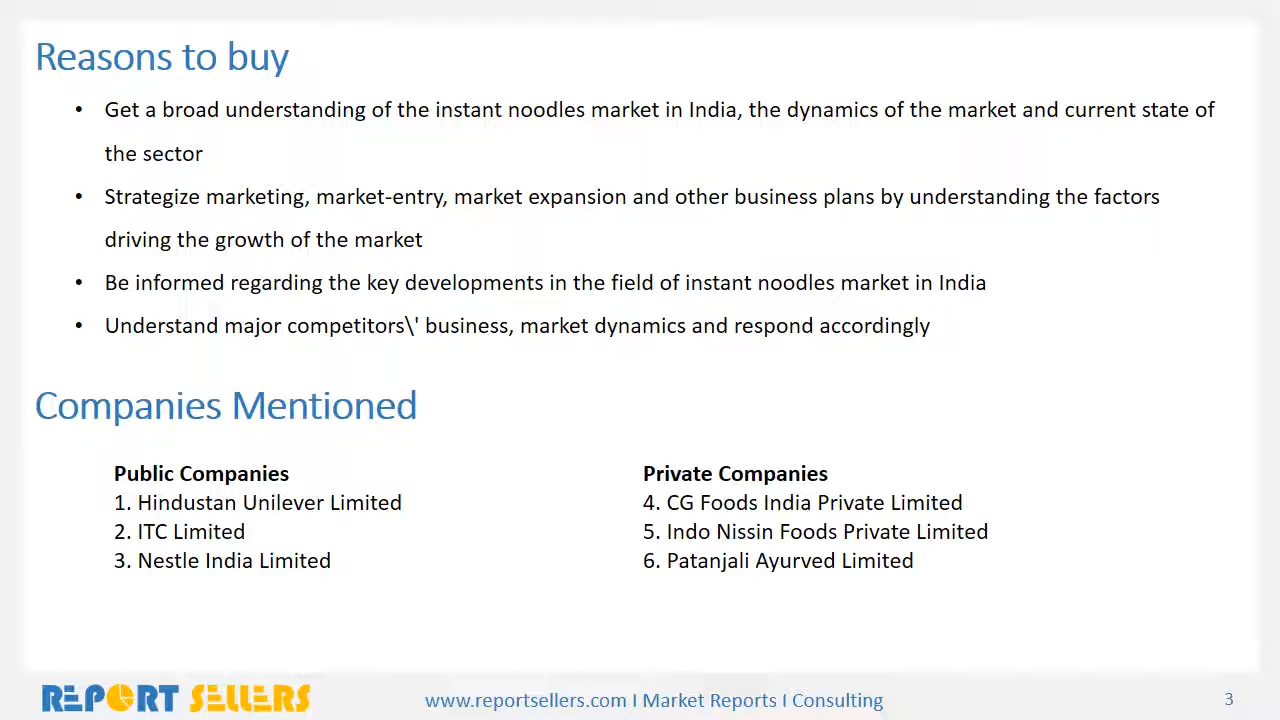 Reasons to buy
• Get a broad understanding of the instant noodles market in India, the dynamics of the market and current state of
the sector
• Strategize marketing, market-entry, market expansion and other business plans by understanding the factors
driving the growth of the market
• Be informed regarding the key developments in the field of instant noodles market in India
• Understand major competitors\' business, market dynamics and respond accordingly
Companies Mentioned
Public Companies
1. Hindustan Unilever Limited
2. ITC Limited
3. Nestle India Limited
Private Companies
4. CG Foods India Private Limited
5. Indo Nissin Foods Private Limited
6. Patanjali Ayurved Limited
REPORT SELLERS
www.reportsellers.com I Market Reports I Consulting
3